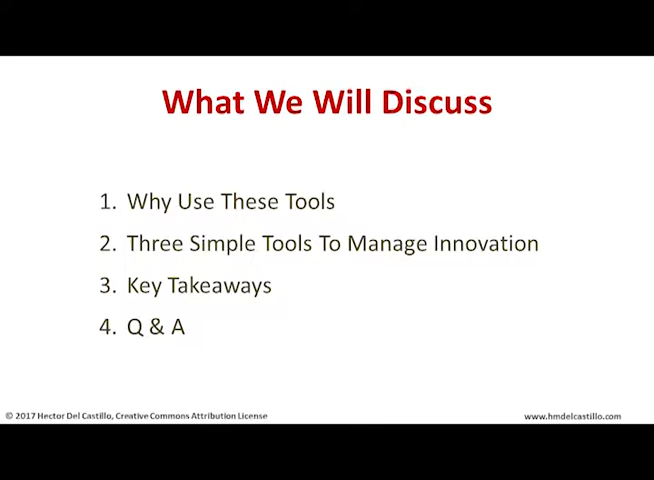 What We Will Discuss
1. Why Use These Tools
2. Three Simple Tools To Manage Innovation
3. Key Takeaways
4. Q & A
© 2017 Hector Del Castillo, Creative Commons Attribution License
www.hmdelcastillo.com